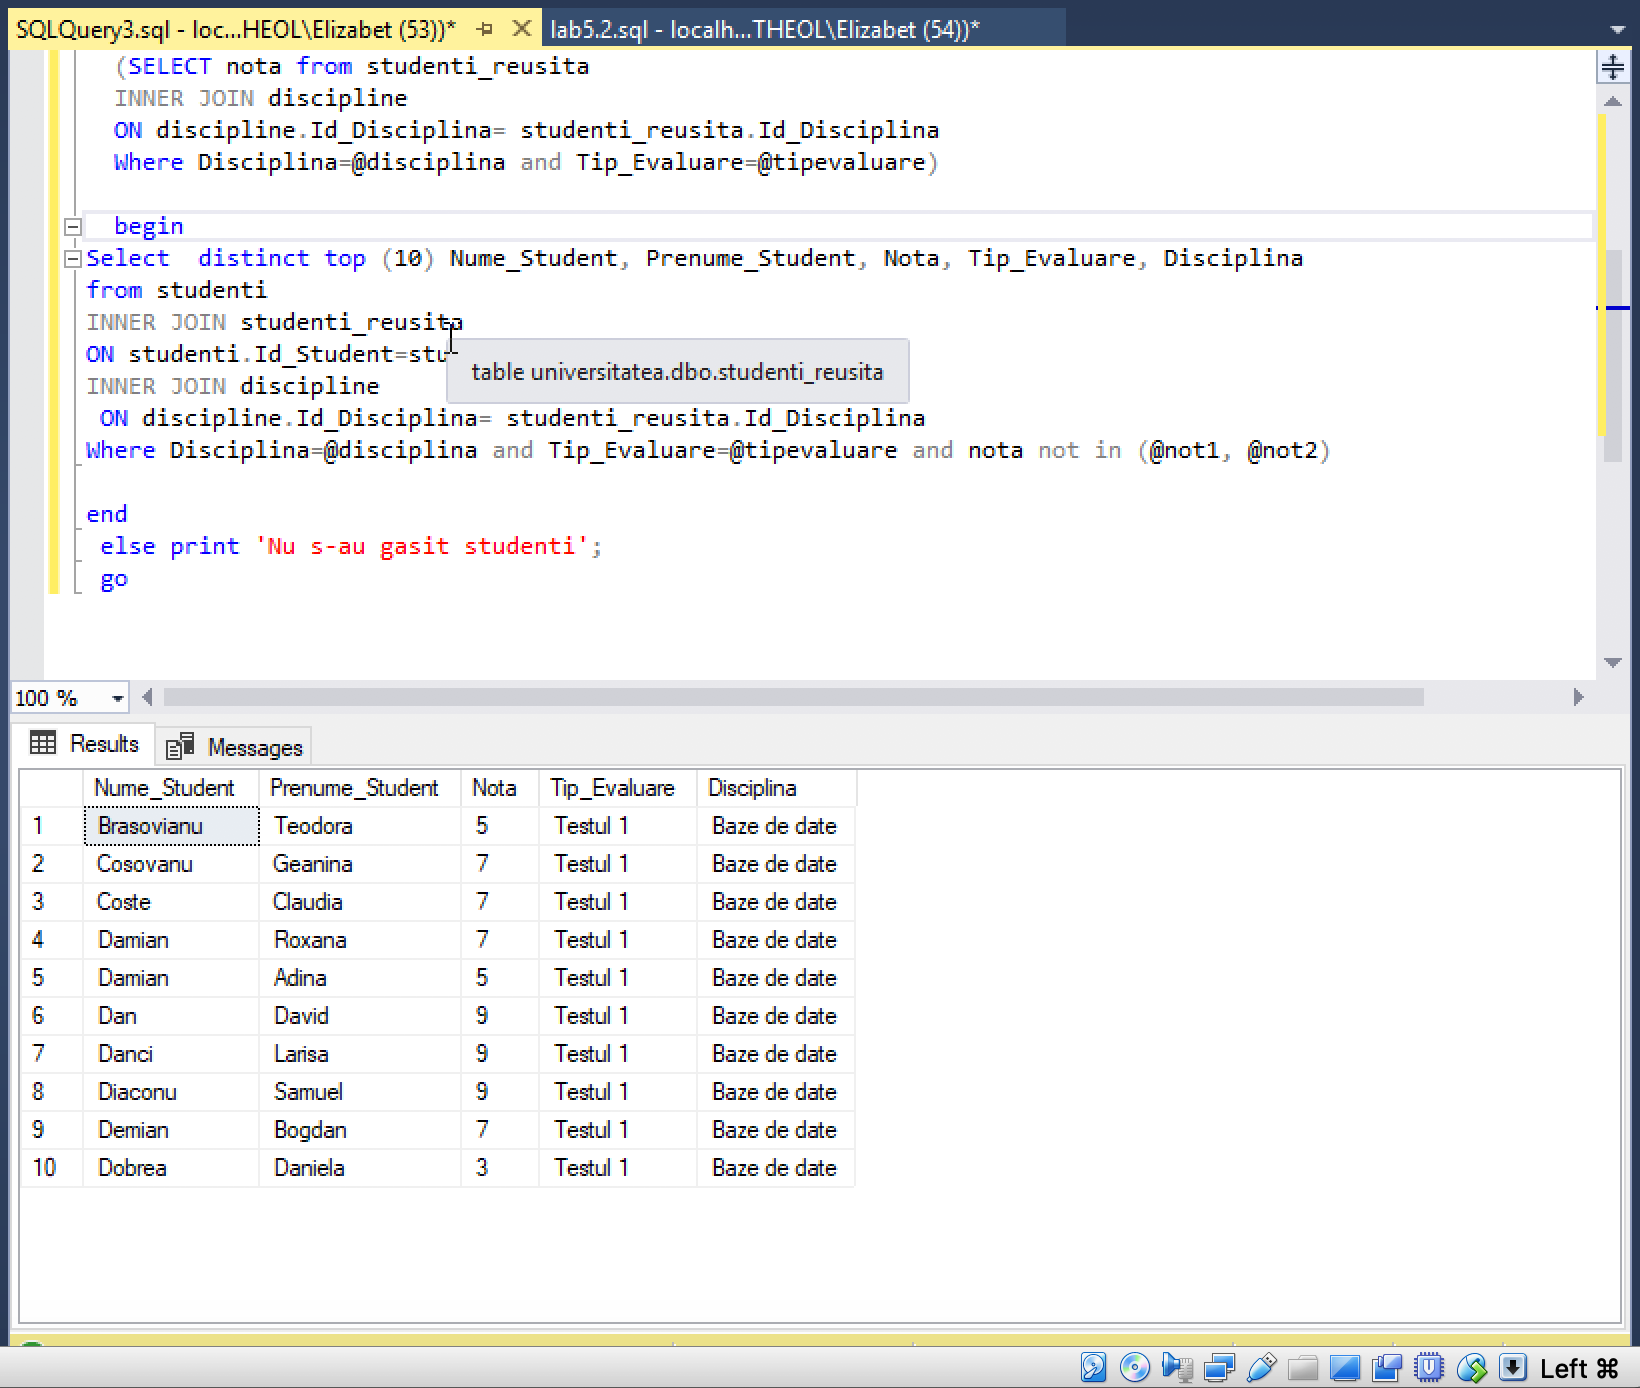 SQLQuery3.sql - loc...HEOL\Elizabet (53))* lab5.2.sql - localh...THEOL\Elizabet (54))*
(SELECT nota from studenti_reusita
INNER JOIN discipline
ON discipline.Id_Disciplina= studenti_reusita.Id_Disciplina
Where Disciplina=@disciplina and Tip_Evaluare=@tipevaluare)
begin
Select distinct top (10) Nume_Student, Prenume_Student, Nota, Tip_Evaluare, Disciplina
from studenti
INNER JOIN studenti_reusita
ON studenti.Id_Student=stu
table universitatea.dbo.studenti_reusita
INNER JOIN discipline
ON discipline.Id_Disciplina= studenti_reusita.Id_Disciplina
Where Disciplina=@disciplina and Tip_Evaluare=@tipevaluare and nota not in (@not1, @not2)
end
else print 'Nu s-au gasit studenti';
go
100 %
Results Messages
Nume_Student Prenume_Student Nota Tip_Evaluare Disciplina
1 Brasovianu Teodora 5 Testul 1 Baze de date
2 Cosovanu Geanina 7 Testul 1 Baze de date
3 Coste Claudia 7 Testul 1 Baze de date
4 Damian Roxana 7 Testul 1 Baze de date
5 Damian Adina 5 Testul 1 Baze de date
6 Dan David 9 Testul 1 Baze de date
7 Danci Larisa 9 Testul 1 Baze de date
8 Diaconu Samuel 9 Testul 1 Baze de date
9 Demian Bogdan 7 Testul 1 Baze de date
10 Dobrea Daniela 3 Testul 1 Baze de date
Left ⌘